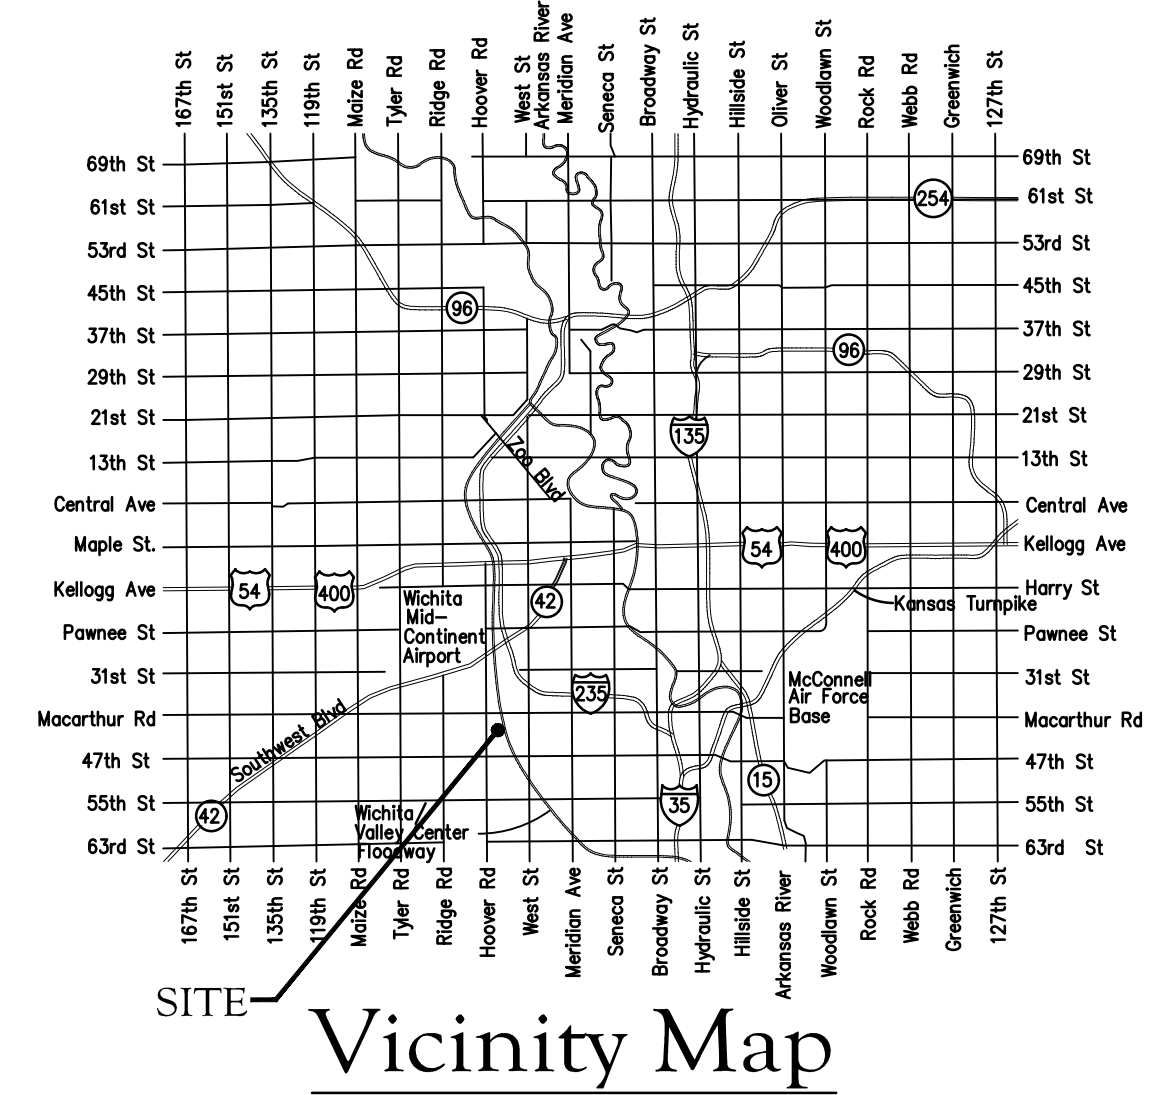 167th St
151st St
135th St
119th St
Maize Rd
Tyler Rd
Ridge Rd
Hoover Rd
West St
Arkansas River
Meridian Ave
Seneca St
Broadway St
Hydraulic St
Hillside St
Oliver St
Woodlawn St
Rock Rd
Webb Rd
Greenwich
127th St
69th St
69th St
61st St
254
61st St
53rd St
53rd St
45th St
96
45th St
37th St
37th St
96
29th St
29th St
21st St
21st St
135
13th St
Zoo Blvd
13th St
Central Ave
Central Ave
Maple St.
54
400
Kellogg Ave
Kellogg Ave
54
400
Harry St
42
Wichita
Mid-
Continent
Airport
Kansas Turnpike
Pawnee St
Pawnee St
31st St
31st St
235
McConnell
Air Force
Base
Macarthur Rd
Southwest Blvd
Macarthur Rd
47th St
47th St
15
55th St
42
35
55th St
Wichita
Valley Center
Floodway
63rd St
63rd St
167th St
151st St
135th St
119th St
Maize Rd
Tyler Rd
Ridge Rd
Hoover Rd
West St
Meridian Ave
Seneca St
Broadway St
Hydraulic St
Hillside St
Arkansas River
Woodlawn St
Rock Rd
Webb Rd
Greenwich
127th St
SITE
Vicinity Map